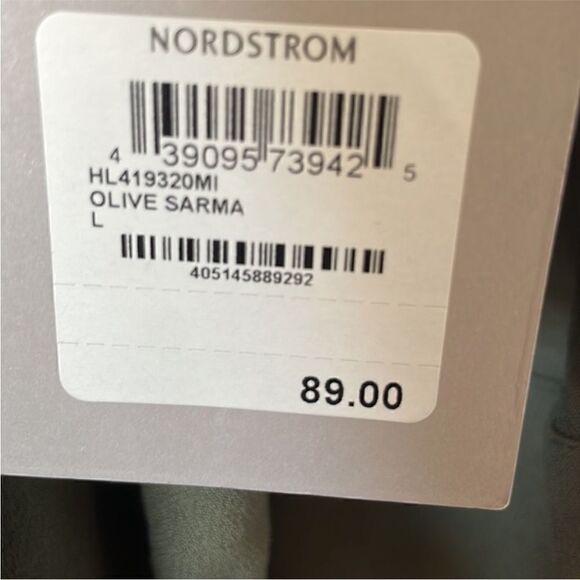 NORDSTROM
4 39095 73942 5
HL419320MI
OLIVE SARMA
L
405145889292
89.00